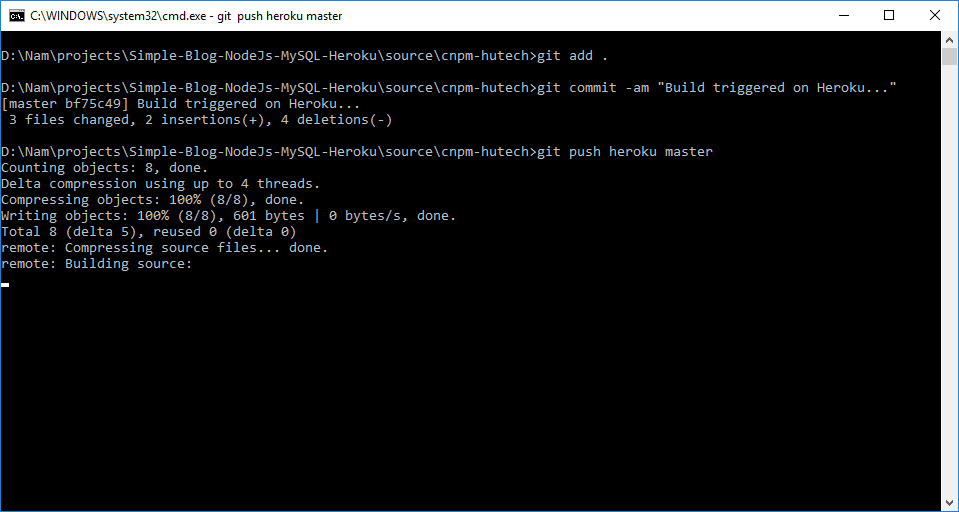 C:\WINDOWS\system32\cmd.exe - git  push heroku master
D:\Nam\projects\Simple-Blog-NodeJs-MySQL-Heroku\source\cnpm-hutech>git add .
D:\Nam\projects\Simple-Blog-NodeJs-MySQL-Heroku\source\cnpm-hutech>git commit -am "Build triggered on Heroku..."
[master bf75c49] Build triggered on Heroku...
 3 files changed, 2 insertions(+), 4 deletions(-)
D:\Nam\projects\Simple-Blog-NodeJs-MySQL-Heroku\source\cnpm-hutech>git push heroku master
Counting objects: 8, done.
Delta compression using up to 4 threads.
Compressing objects: 100% (8/8), done.
Writing objects: 100% (8/8), 601 bytes | 0 bytes/s, done.
Total 8 (delta 5), reused 0 (delta 0)
remote: Compressing source files... done.
remote: Building source: